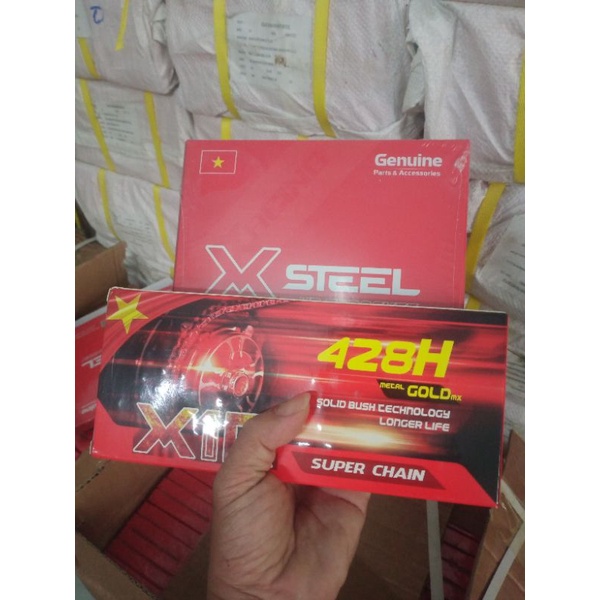 Genuine
Parts & Accessories
X STEEL
428H
METAL GOLD MX
SOLID BUSH TECHNOLOGY
LONGER LIFE
SUPER CHAIN